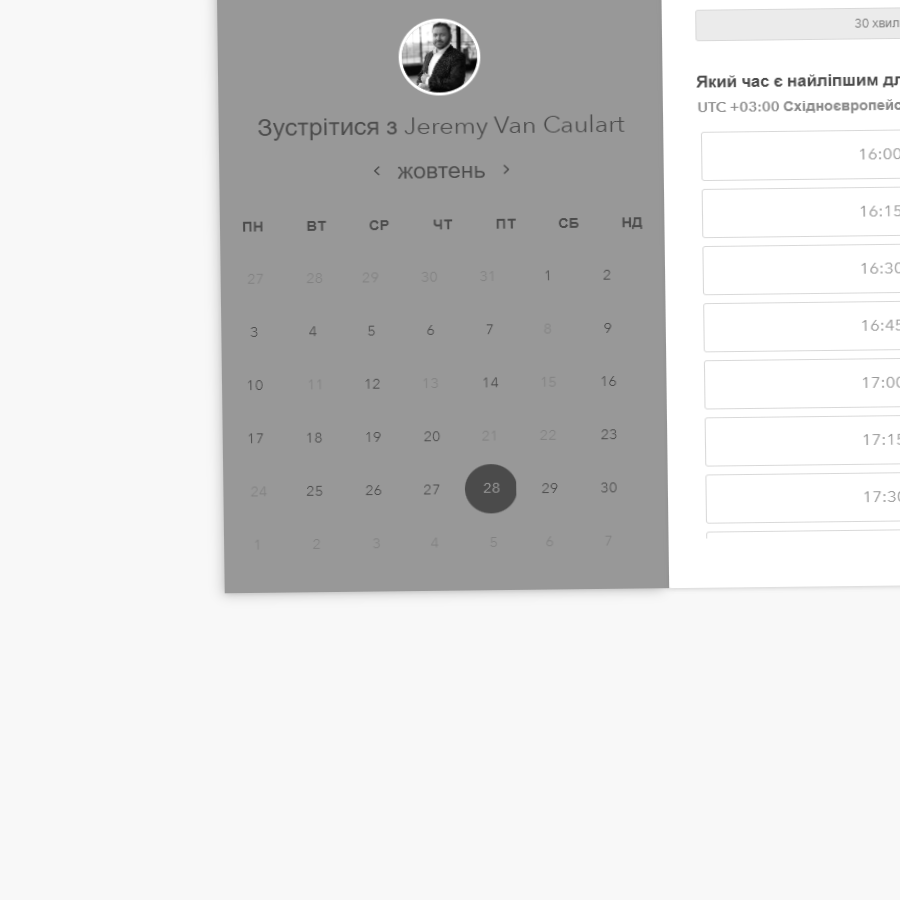 Зустрітися з Jeremy Van Caulart
‹ жовтень ›
ПН ВТ СР ЧТ ПТ СБ НД
27 28 29 30 31 1 2
3 4 5 6 7 8 9
10 11 12 13 14 15 16
17 18 19 20 21 22 23
24 25 26 27 28 29 30
1 2 3 4 5 6 7
30 хвил
Який час є найліпшим дл
UTC +03:00 Східноєвропейс
16:00
16:15
16:30
16:45
17:00
17:15
17:30